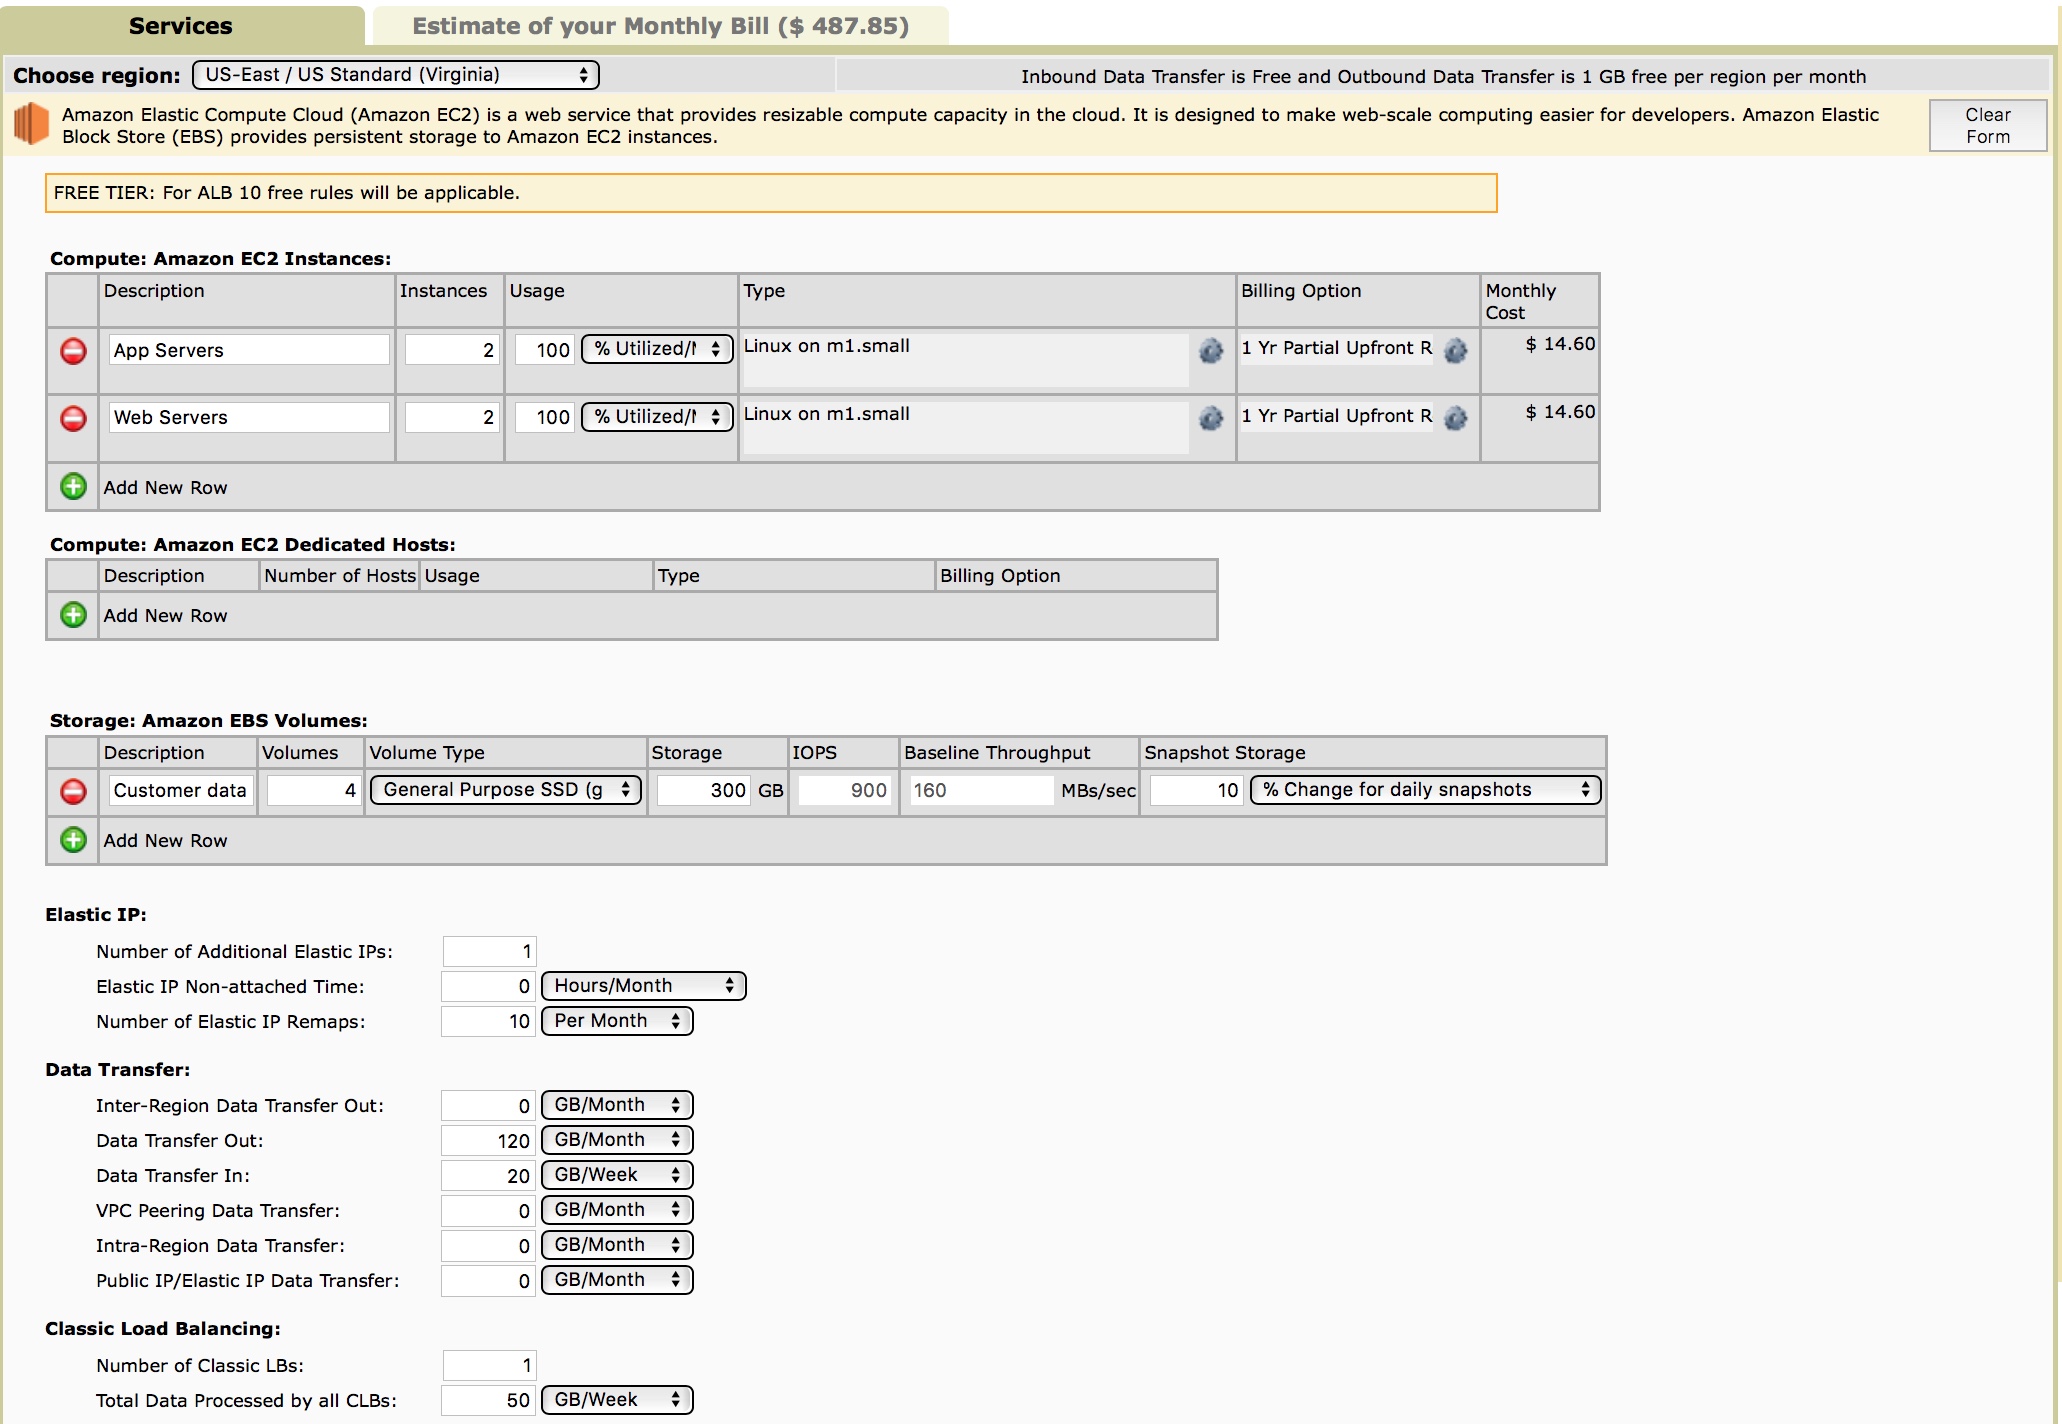 Services
Estimate of your Monthly Bill ($ 487.85)
Choose region: US-East / US Standard (Virginia)
Inbound Data Transfer is Free and Outbound Data Transfer is 1 GB free per region per month
Amazon Elastic Compute Cloud (Amazon EC2) is a web service that provides resizable compute capacity in the cloud. It is designed to make web-scale computing easier for developers. Amazon Elastic
Block Store (EBS) provides persistent storage to Amazon EC2 instances.
Clear
Form
FREE TIER: For ALB 10 free rules will be applicable.
Compute: Amazon EC2 Instances:
Description Instances Usage Type Billing Option Monthly
Cost
App Servers 2 100 % Utilized/M Linux on m1.small 1 Yr Partial Upfront R $ 14.60
Web Servers 2 100 % Utilized/M Linux on m1.small 1 Yr Partial Upfront R $ 14.60
Add New Row
Compute: Amazon EC2 Dedicated Hosts:
Description Number of Hosts Usage Type Billing Option
Add New Row
Storage: Amazon EBS Volumes:
Description Volumes Volume Type Storage IOPS Baseline Throughput Snapshot Storage
Customer data 4 General Purpose SSD (g 300 GB 900 160 MBs/sec 10 % Change for daily snapshots
Add New Row
Elastic IP:
Number of Additional Elastic IPs: 1
Elastic IP Non-attached Time: 0 Hours/Month
Number of Elastic IP Remaps: 10 Per Month
Data Transfer:
Inter-Region Data Transfer Out: 0 GB/Month
Data Transfer Out: 120 GB/Month
Data Transfer In: 20 GB/Week
VPC Peering Data Transfer: 0 GB/Month
Intra-Region Data Transfer: 0 GB/Month
Public IP/Elastic IP Data Transfer: 0 GB/Month
Classic Load Balancing:
Number of Classic LBs: 1
Total Data Processed by all CLBs: 50 GB/Week